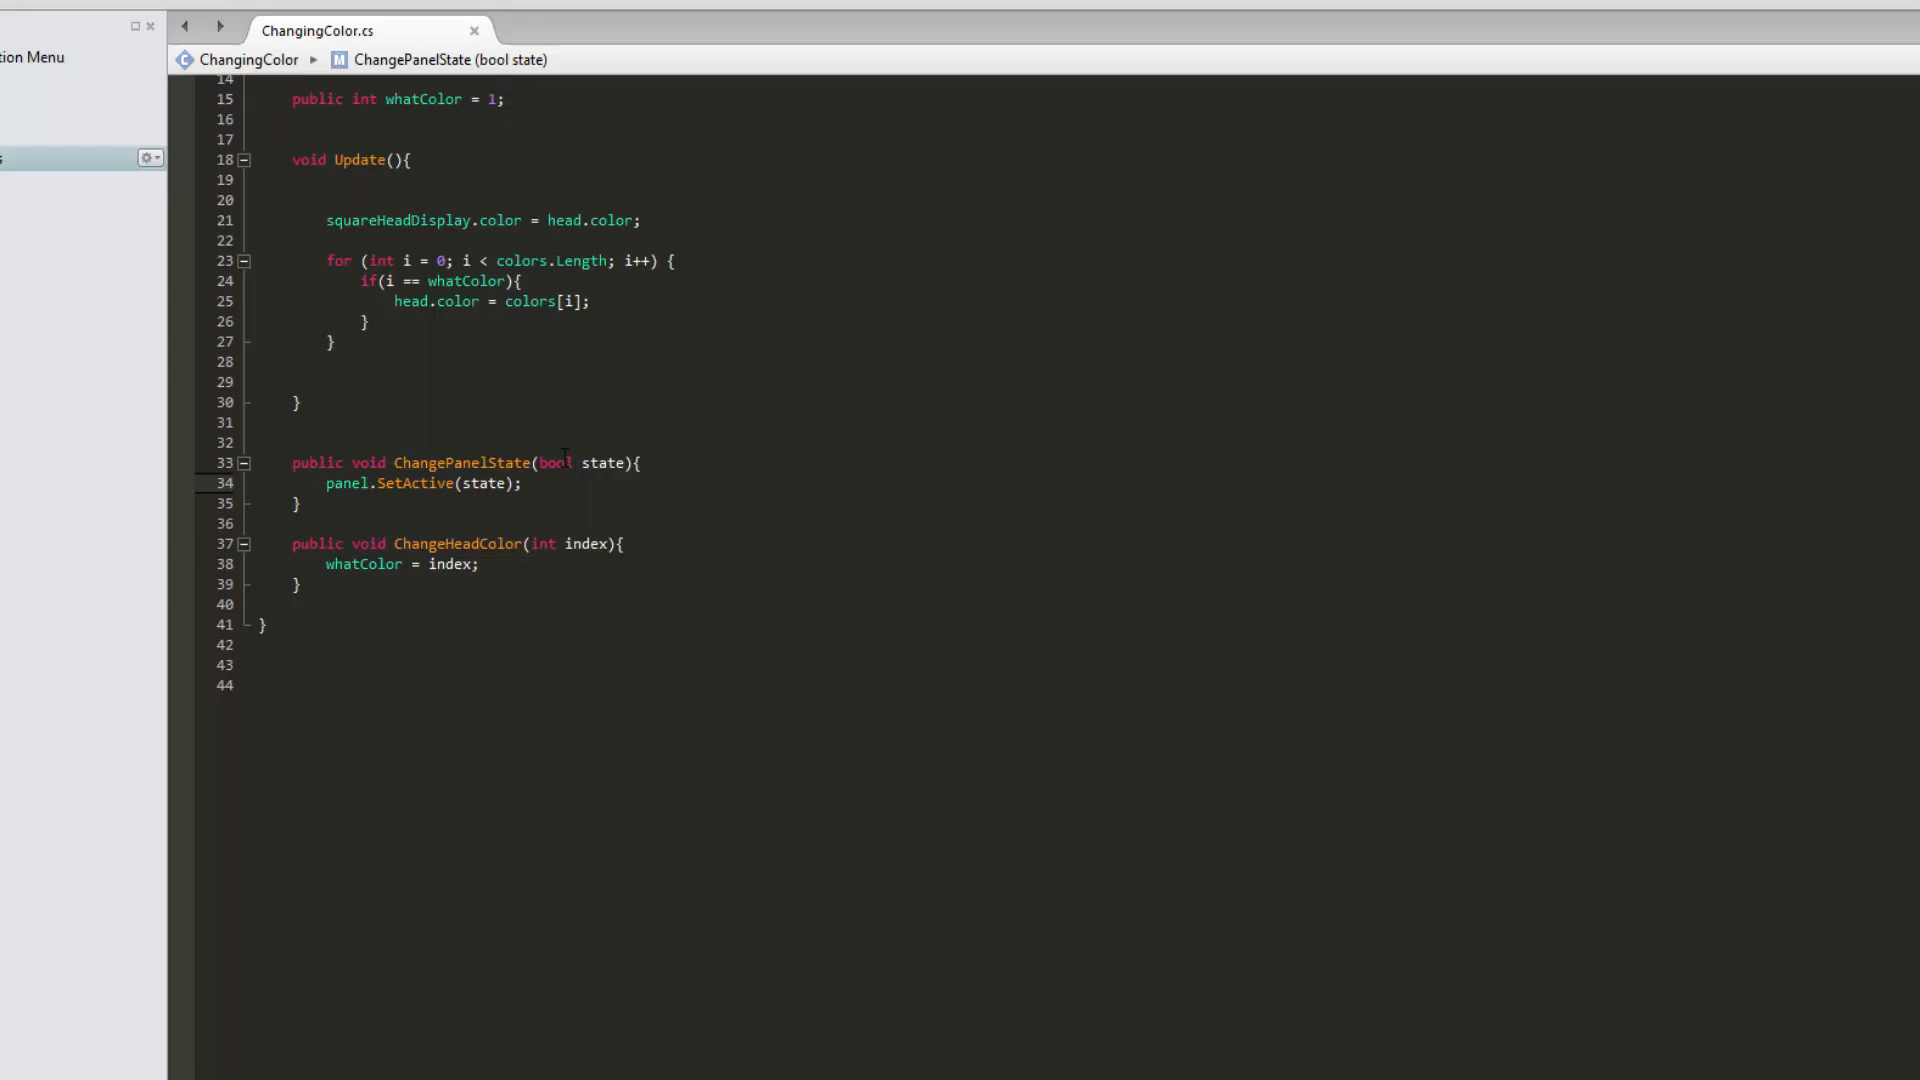 ChangingColor.cs
tion Menu
ChangingColor ▸ ChangePanelState (bool state)
s
14
15 public int whatColor = 1;
16
17
18 void Update(){
19
20
21 squareHeadDisplay.color = head.color;
22
23 for (int i = 0; i < colors.Length; i++) {
24 if(i == whatColor){
25 head.color = colors[i];
26 }
27 }
28
29
30 }
31
32
33 public void ChangePanelState(bool state){
34 panel.SetActive(state);
35 }
36
37 public void ChangeHeadColor(int index){
38 whatColor = index;
39 }
40
41 }
42
43
44